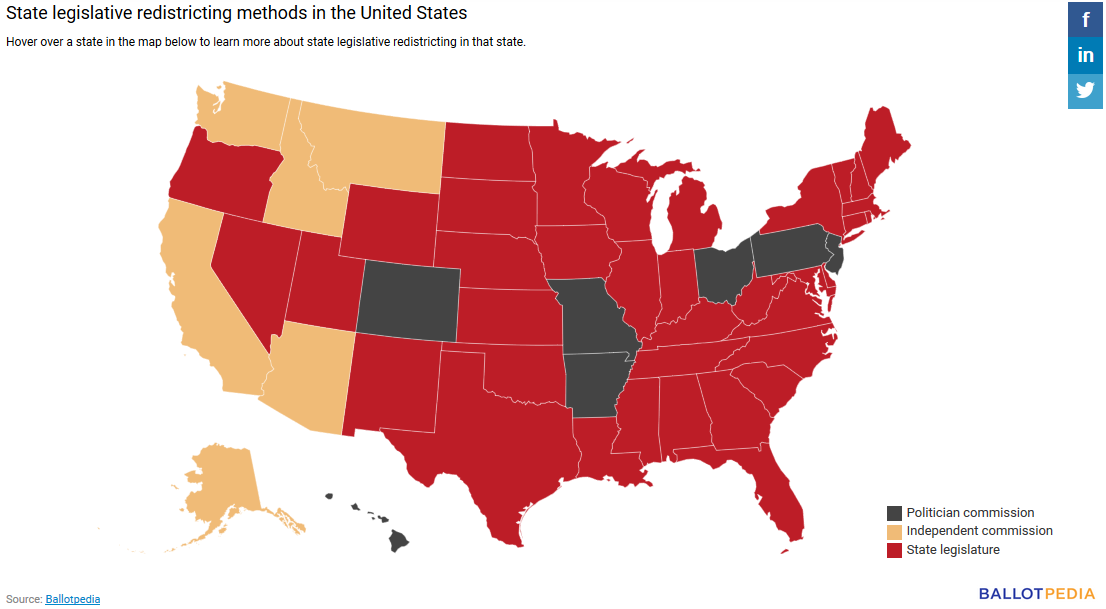 State legislative redistricting methods in the United States
Hover over a state in the map below to learn more about state legislative redistricting in that state.
f
in
Politician commission
Independent commission
State legislature
Source: Ballotpedia
BALLOTPEDIA